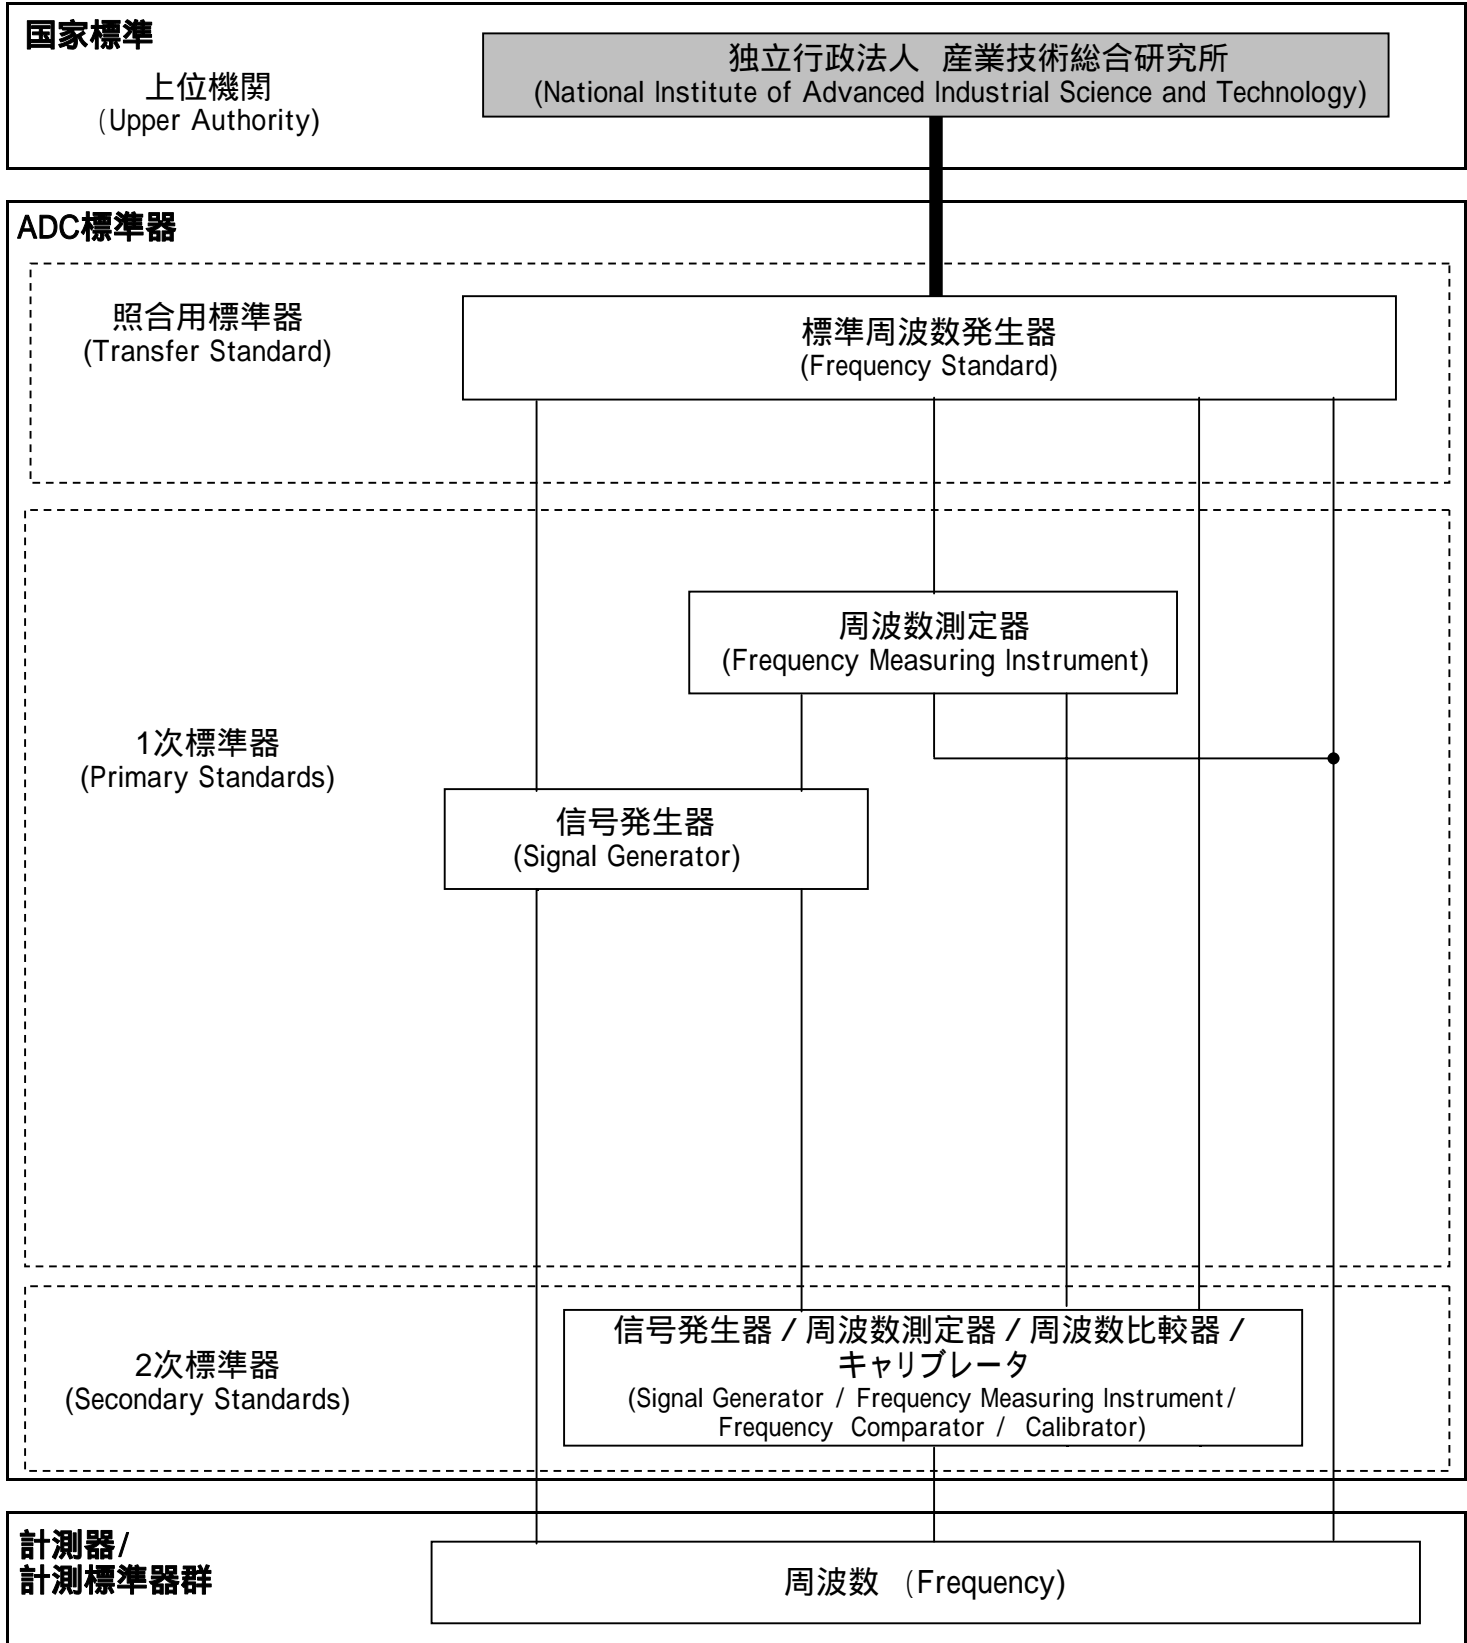 国家標準
上位機関
(Upper Authority)
独立行政法人 産業技術総合研究所
(National Institute of Advanced Industrial Science and Technology)
ADC標準器
照合用標準器
(Transfer Standard)
標準周波数発生器
(Frequency Standard)
周波数測定器
(Frequency Measuring Instrument)
1次標準器
(Primary Standards)
信号発生器
(Signal Generator)
2次標準器
(Secondary Standards)
信号発生器 / 周波数測定器 / 周波数比較器 /
キャリブレータ
(Signal Generator / Frequency Measuring Instrument/
Frequency Comparator / Calibrator)
計測器/
計測標準器群
周波数 (Frequency)